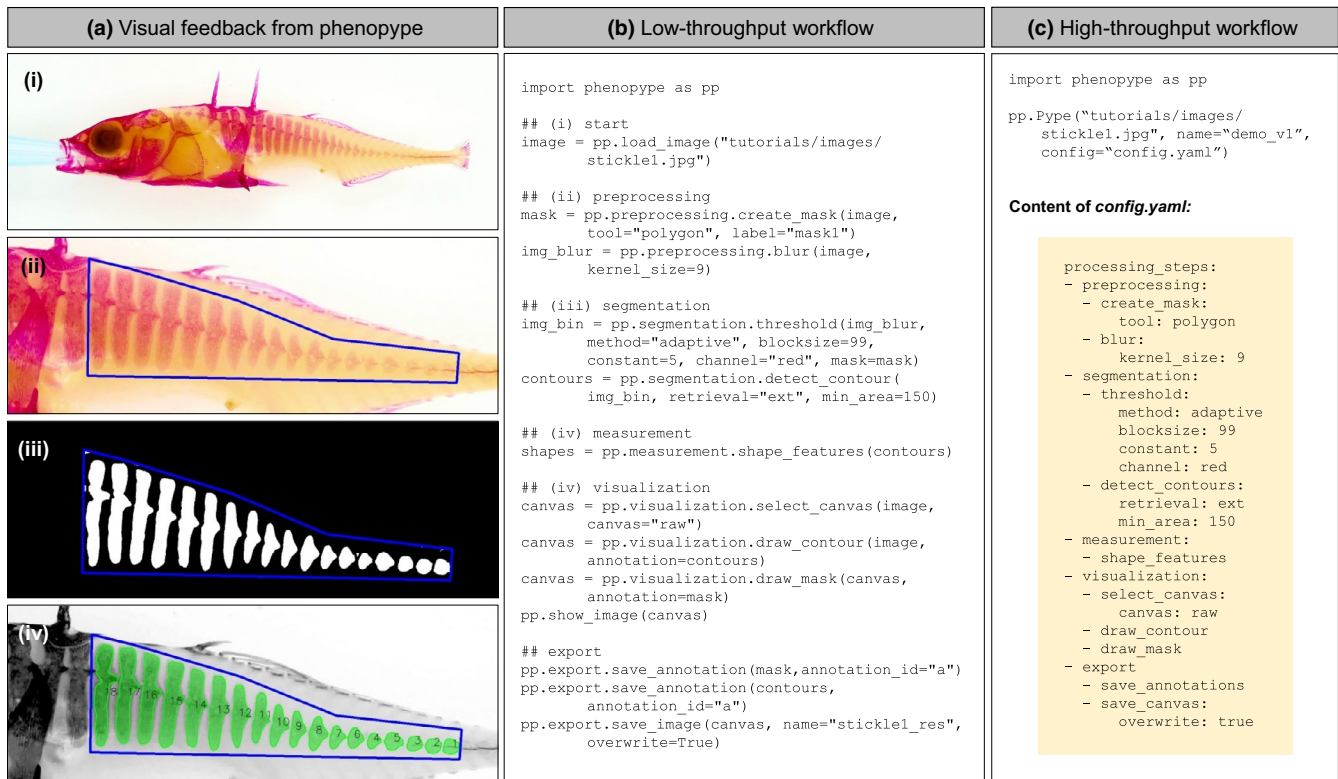 (a) Visual feedback from phenopype
(i)
(ii)
(iii)
(iv)
18 17 16 15 14 13 12 11 10 9 8 7 6 4 5 3 2 1
(b) Low-throughput workflow
import phenopype as pp
## (i) start
image = pp.load_image("tutorials/images/
stickle1.jpg")
## (ii) preprocessing
mask = pp.preprocessing.create_mask(image,
tool="polygon", label="mask1")
img_blur = pp.preprocessing.blur(image,
kernel_size=9)
## (iii) segmentation
img_bin = pp.segmentation.threshold(img_blur,
method="adaptive", blocksize=99,
constant=5, channel="red", mask=mask)
contours = pp.segmentation.detect_contour(
img_bin, retrieval="ext", min_area=150)
## (iv) measurement
shapes = pp.measurement.shape_features(contours)
## (iv) visualization
canvas = pp.visualization.select_canvas(image,
canvas="raw")
canvas = pp.visualization.draw_contour(image,
annotation=contours)
canvas = pp.visualization.draw_mask(canvas,
annotation=mask)
pp.show_image(canvas)
## export
pp.export.save_annotation(mask,annotation_id="a")
pp.export.save_annotation(contours,
annotation_id="a")
pp.export.save_image(canvas, name="stickle1_res",
overwrite=True)
(c) High-throughput workflow
import phenopype as pp
pp.Pype(“tutorials/images/
stickle1.jpg", name=“demo_v1”,
config=“config.yaml”)
Content of config.yaml:
processing_steps:
- preprocessing:
- create_mask:
tool: polygon
- blur:
kernel_size: 9
- segmentation:
- threshold:
method: adaptive
blocksize: 99
constant: 5
channel: red
- detect_contours:
retrieval: ext
min_area: 150
- measurement:
- shape_features
- visualization:
- select_canvas:
canvas: raw
- draw_contour
- draw_mask
- export
- save_annotations
- save_canvas:
overwrite: true